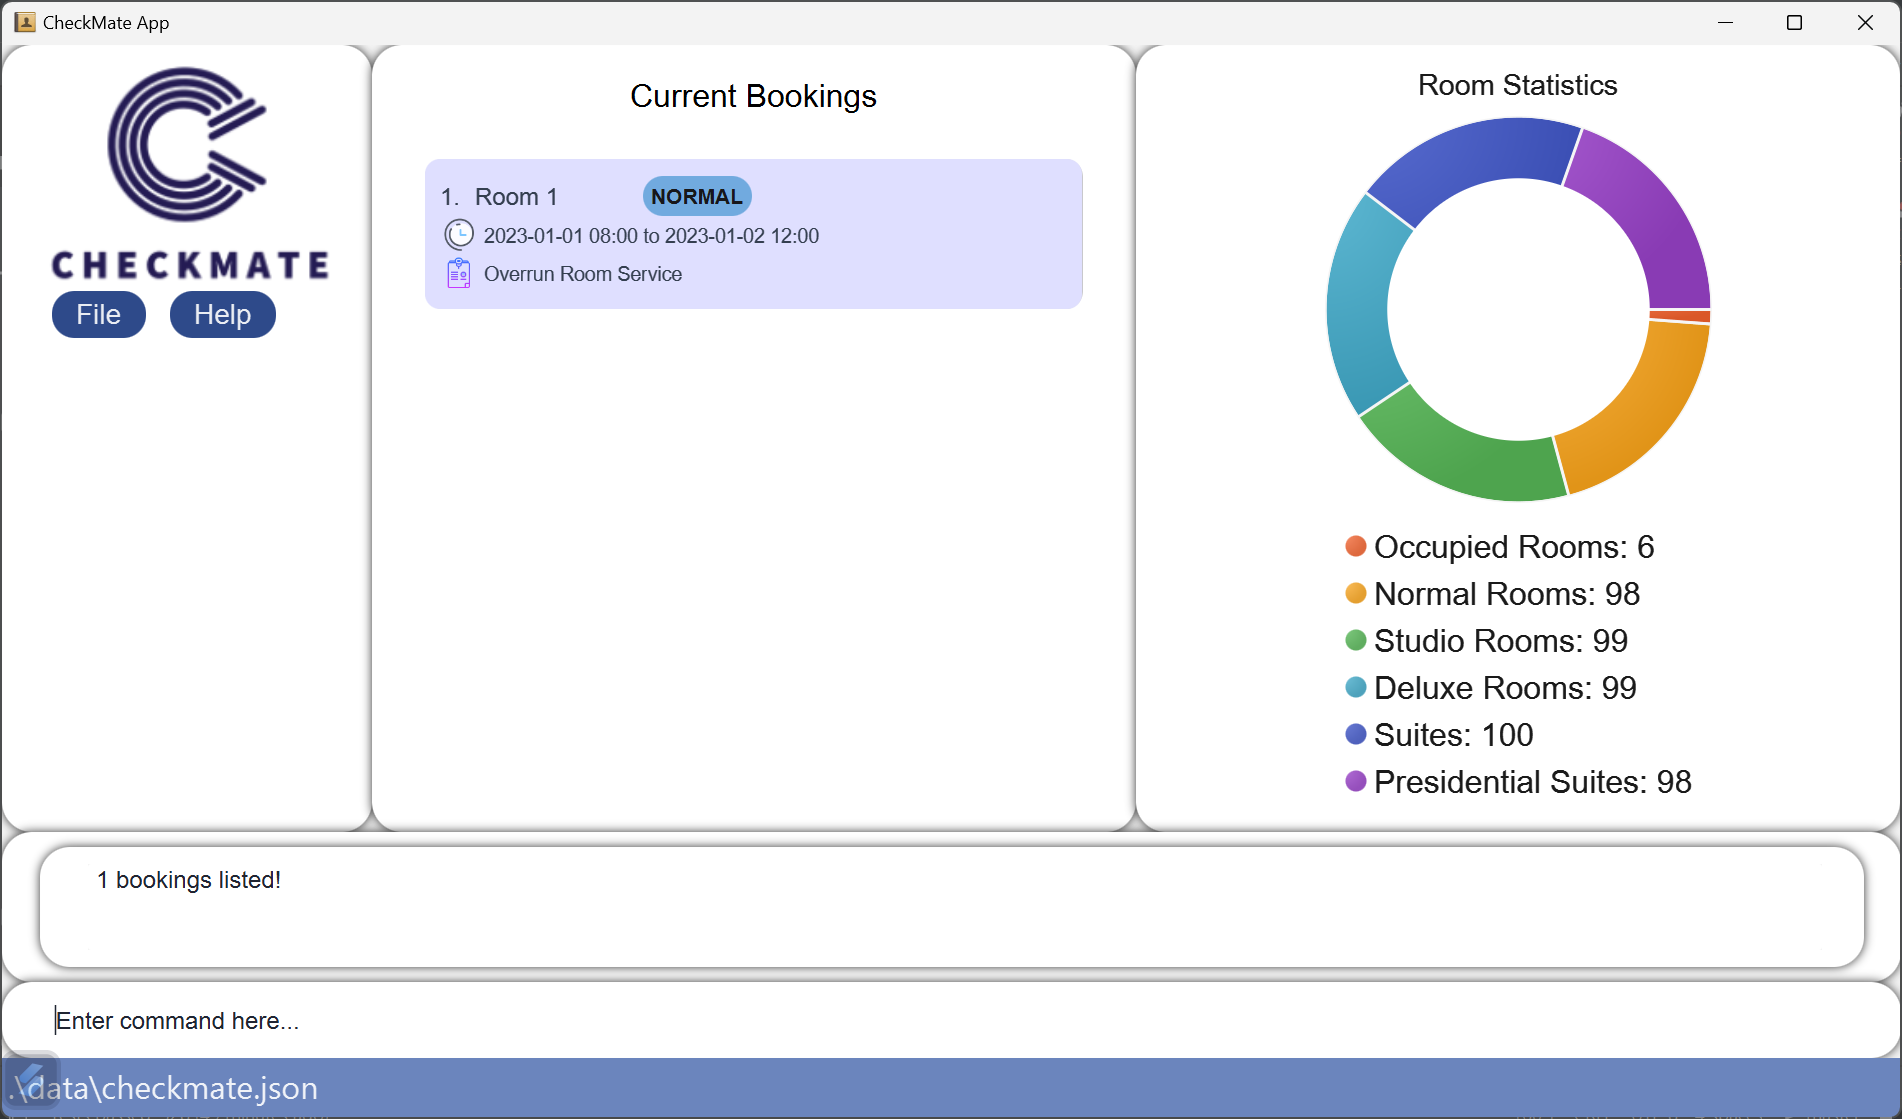 CheckMate App
CHECKMATE
File
Help
Current Bookings
1. Room 1
NORMAL
2023-01-01 08:00 to 2023-01-02 12:00
Overrun Room Service
Room Statistics
Occupied Rooms: 6
Normal Rooms: 98
Studio Rooms: 99
Deluxe Rooms: 99
Suites: 100
Presidential Suites: 98
1 bookings listed!
Enter command here...
.\data\checkmate.json